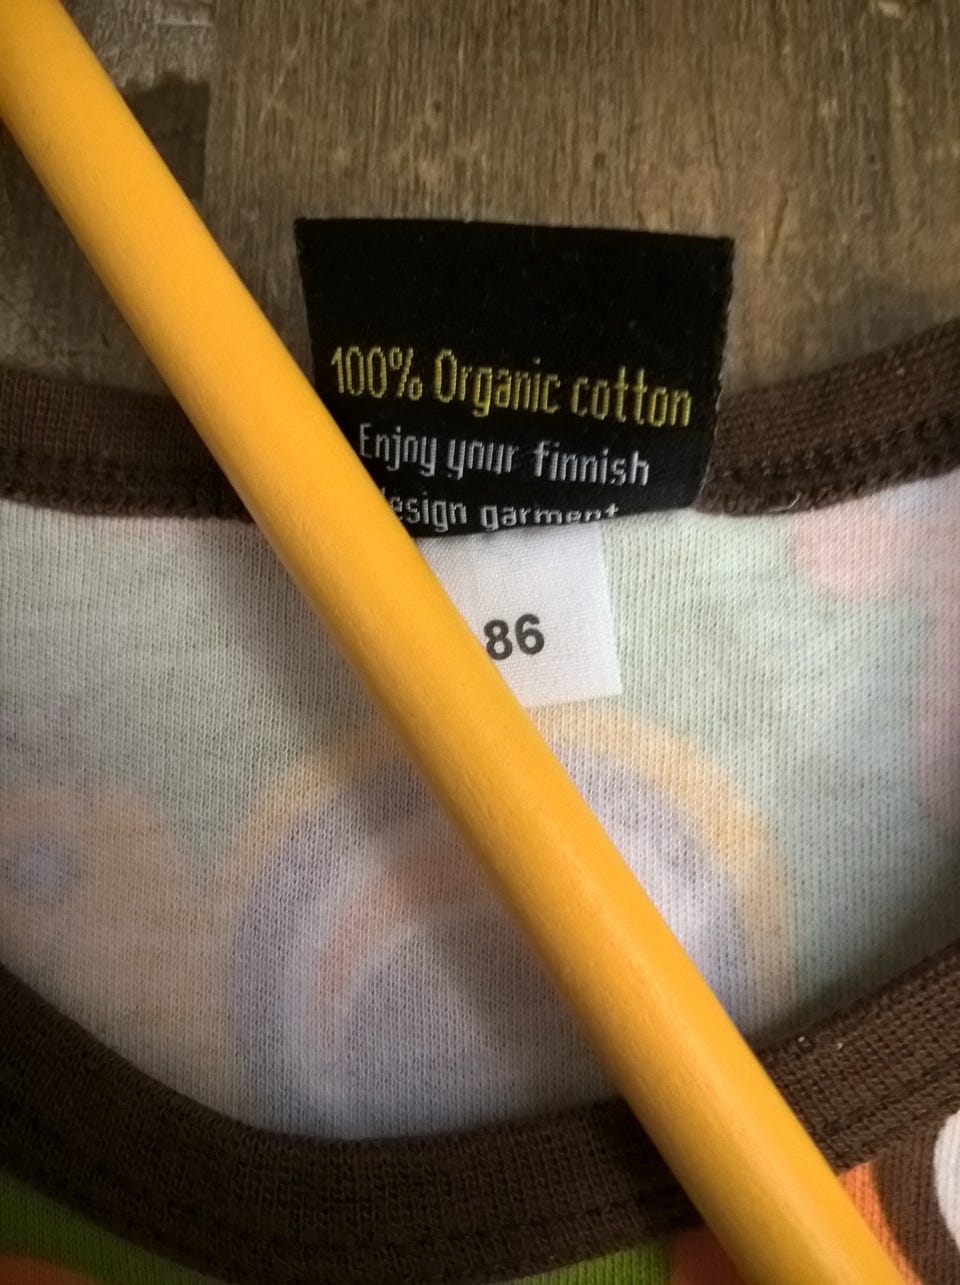 100% Organic cotton
Enjoy your finnish
design garment
86